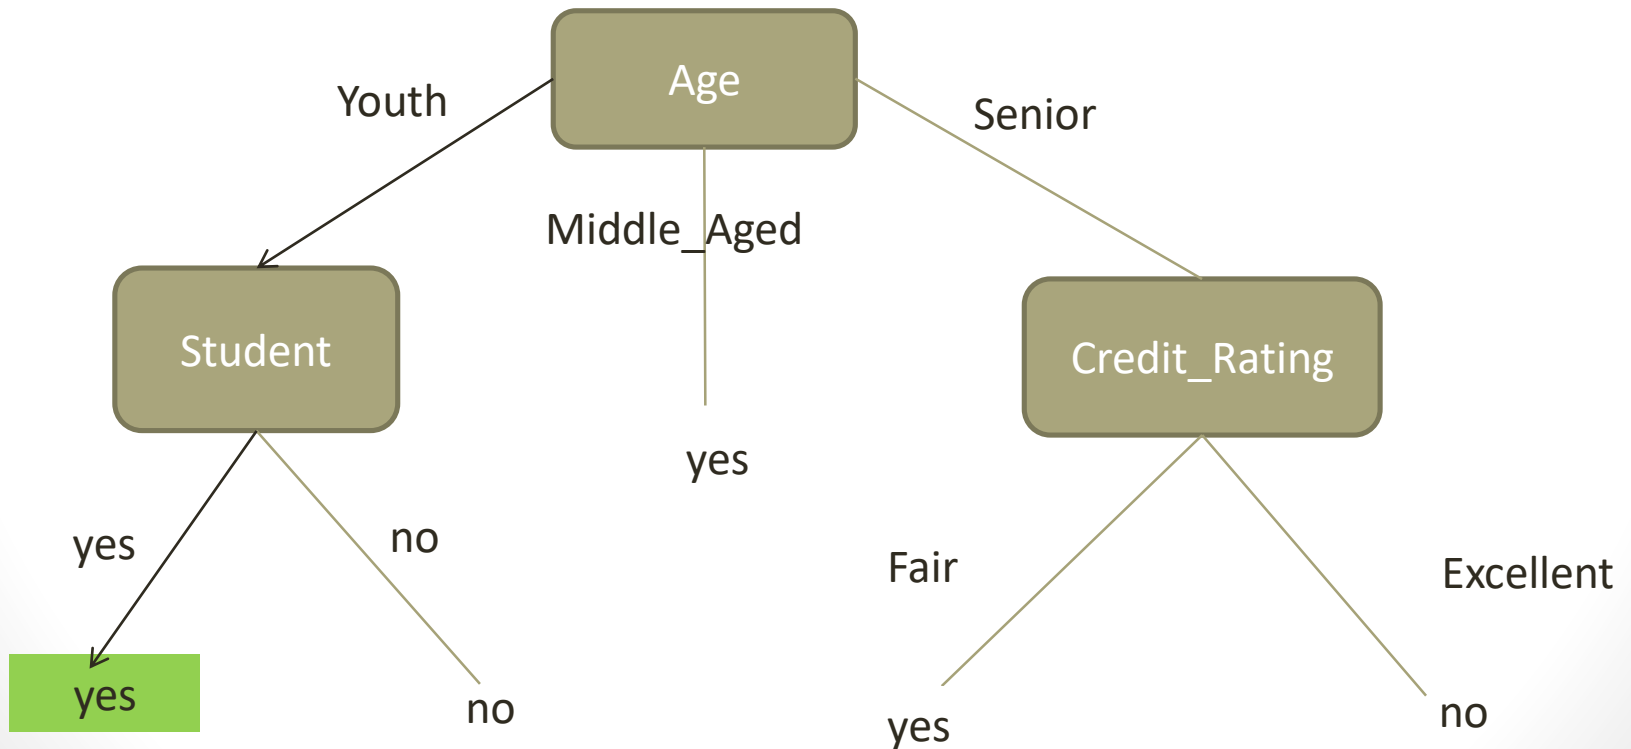 Age
Youth
Senior
Middle_Aged
Student
Credit_Rating
yes
yes
no
Fair
Excellent
yes
no
yes
no